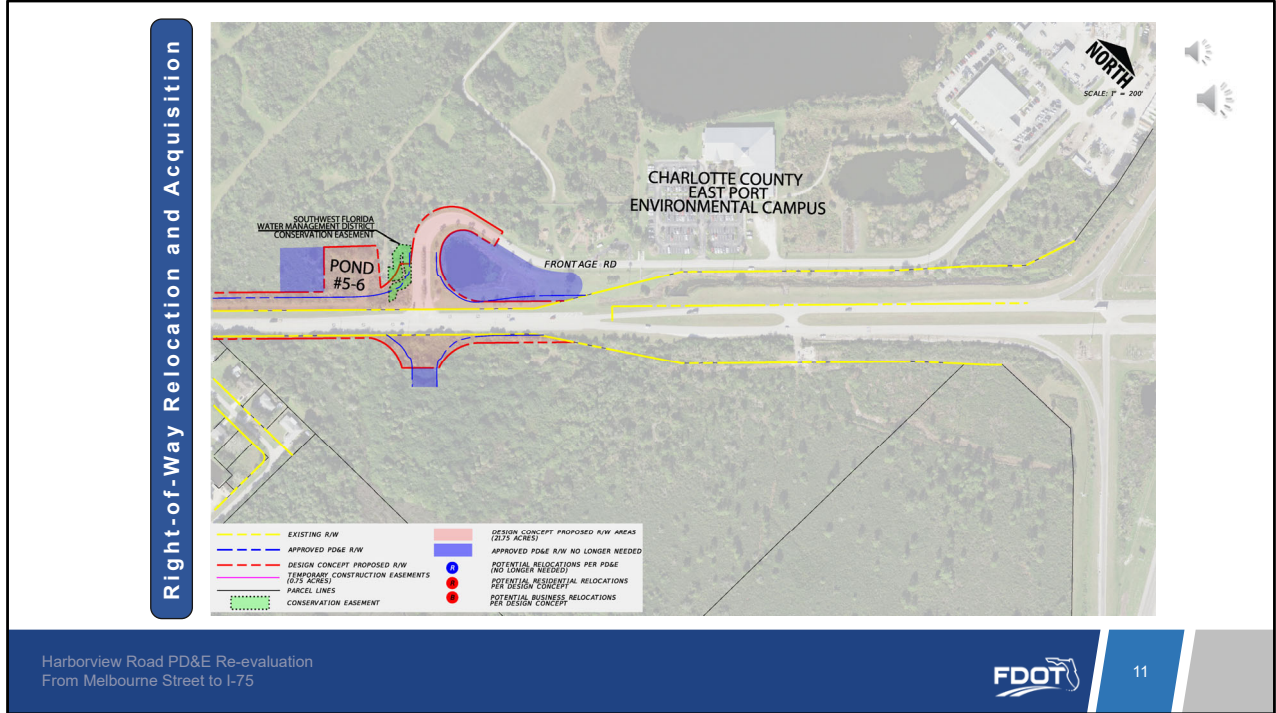 Right-of-Way Relocation and Acquisition
NORTH
SCALE: 1" = 200'
CHARLOTTE COUNTY
EAST PORT
ENVIRONMENTAL CAMPUS
SOUTHWEST FLORIDA
WATER MANAGEMENT DISTRICT
CONSERVATION EASEMENT
POND
#5-6
FRONTAGE RD
EXISTING R/W
APPROVED PD&E R/W
DESIGN CONCEPT PROPOSED R/W
TEMPORARY CONSTRUCTION EASEMENTS
(0.75 ACRES)
PARCEL LINES
CONSERVATION EASEMENT
DESIGN CONCEPT PROPOSED R/W AREAS
(21.75 ACRES)
APPROVED PD&E R/W NO LONGER NEEDED
R
POTENTIAL RELOCATIONS PER PD&E
(NO LONGER NEEDED)
R
POTENTIAL RESIDENTIAL RELOCATIONS
PER DESIGN CONCEPT
B
POTENTIAL BUSINESS RELOCATIONS
PER DESIGN CONCEPT
Harborview Road PD&E Re-evaluation
From Melbourne Street to I-75
FDOT
11